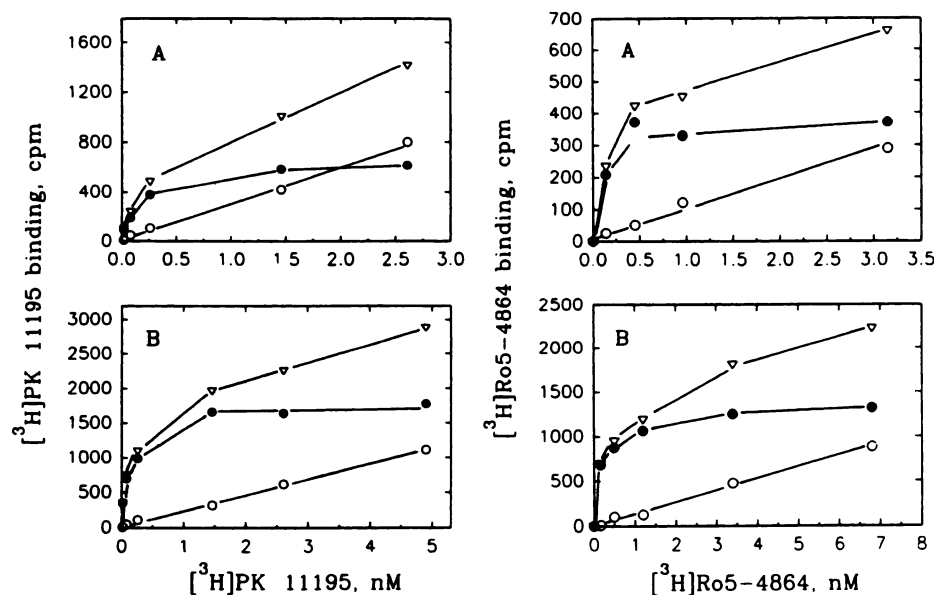 [³H]PK 11195 binding, cpm
A
1600
1200
800
400
0
0.0 0.5 1.0 1.5 2.0 2.5 3.0
B
3000
2500
2000
1500
1000
500
0
0 1 2 3 4 5
[³H]PK 11195, nM
[³H]Ro5-4864 binding, cpm
A
700
600
500
400
300
200
100
0
0.0 0.5 1.0 1.5 2.0 2.5 3.0 3.5
B
2500
2000
1500
1000
500
0
0 1 2 3 4 5 6 7 8
[³H]Ro5-4864, nM